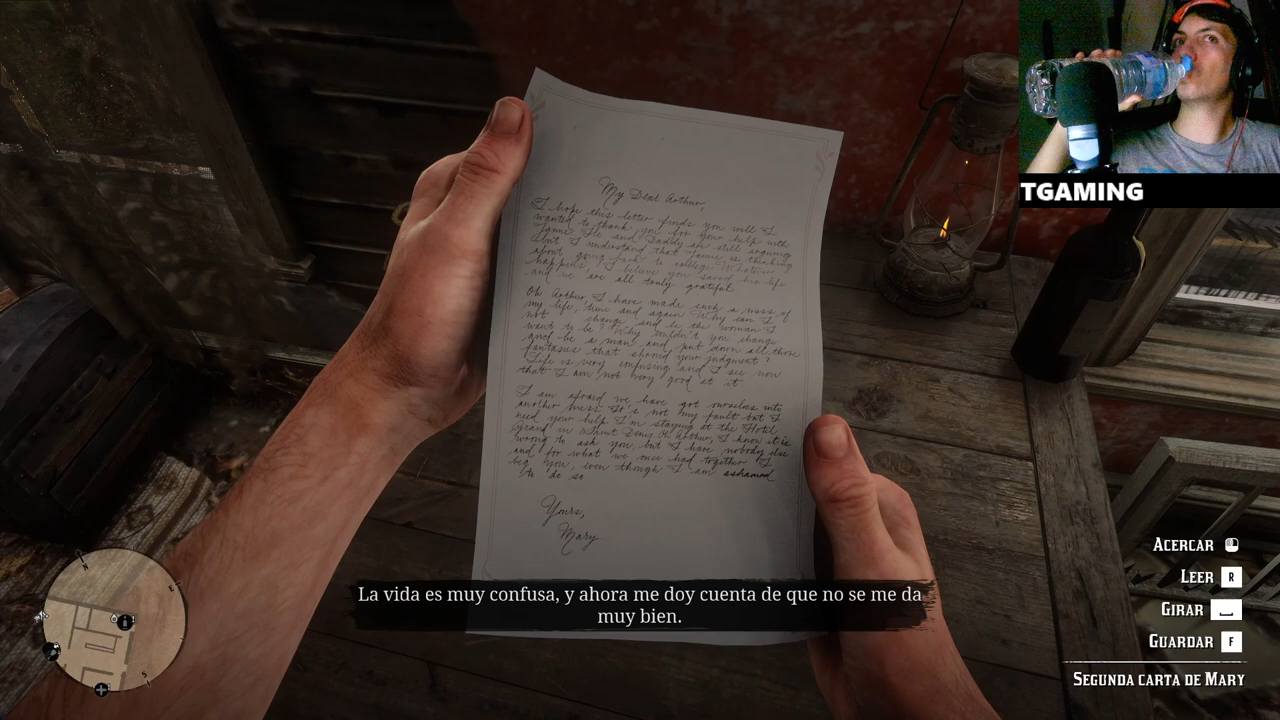 TGAMING
My Dear Arthur,
I hope this letter finds you well I
wanted to thank you for your help with
Jamie. He and Daddy are still arguing
about I understand that Jamie is thinking
about going back to college. Whatever
happens, I believe you saved his life
and we are all truly grateful.
Oh Arthur I have made such a mess of
my life, time and again Why can I
not change and be the woman I
want to be? Why couldn't you change
and be a man and put down all those
fantasies that skewed your judgment?
Life is very confusing and I see now
that I am not very good at it.
I am afraid we have got ourselves into
another mess. It's not my fault but I
need your help I'm staying at the Hotel
Grand in Saint Denis. Oh Arthur, I know it is
wrong to ask you, but I have nobody else
and for what we once had together I
beg you, even though I am ashamed
to do so
Yours,
Mary
La vida es muy confusa, y ahora me doy cuenta de que no se me da
muy bien.
ACERCAR
LEER R
GIRAR
GUARDAR F
SEGUNDA CARTA DE MARY